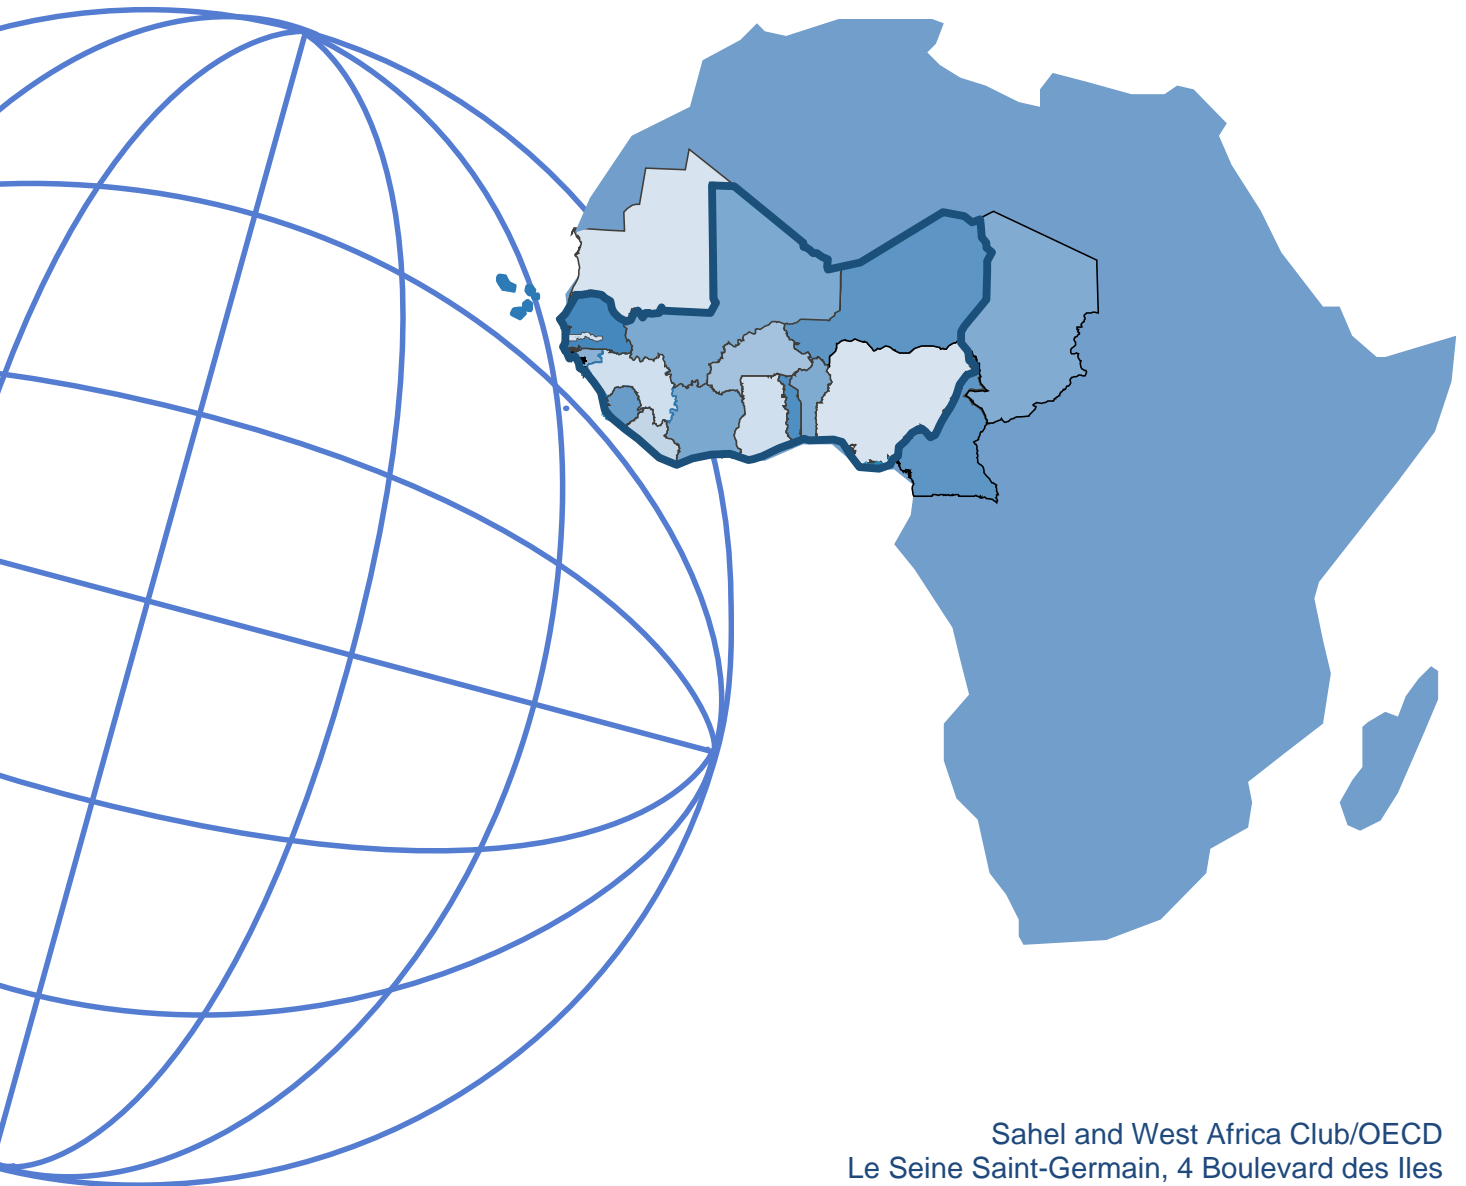 Sahel and West Africa Club/OECD
Le Seine Saint-Germain, 4 Boulevard des Iles